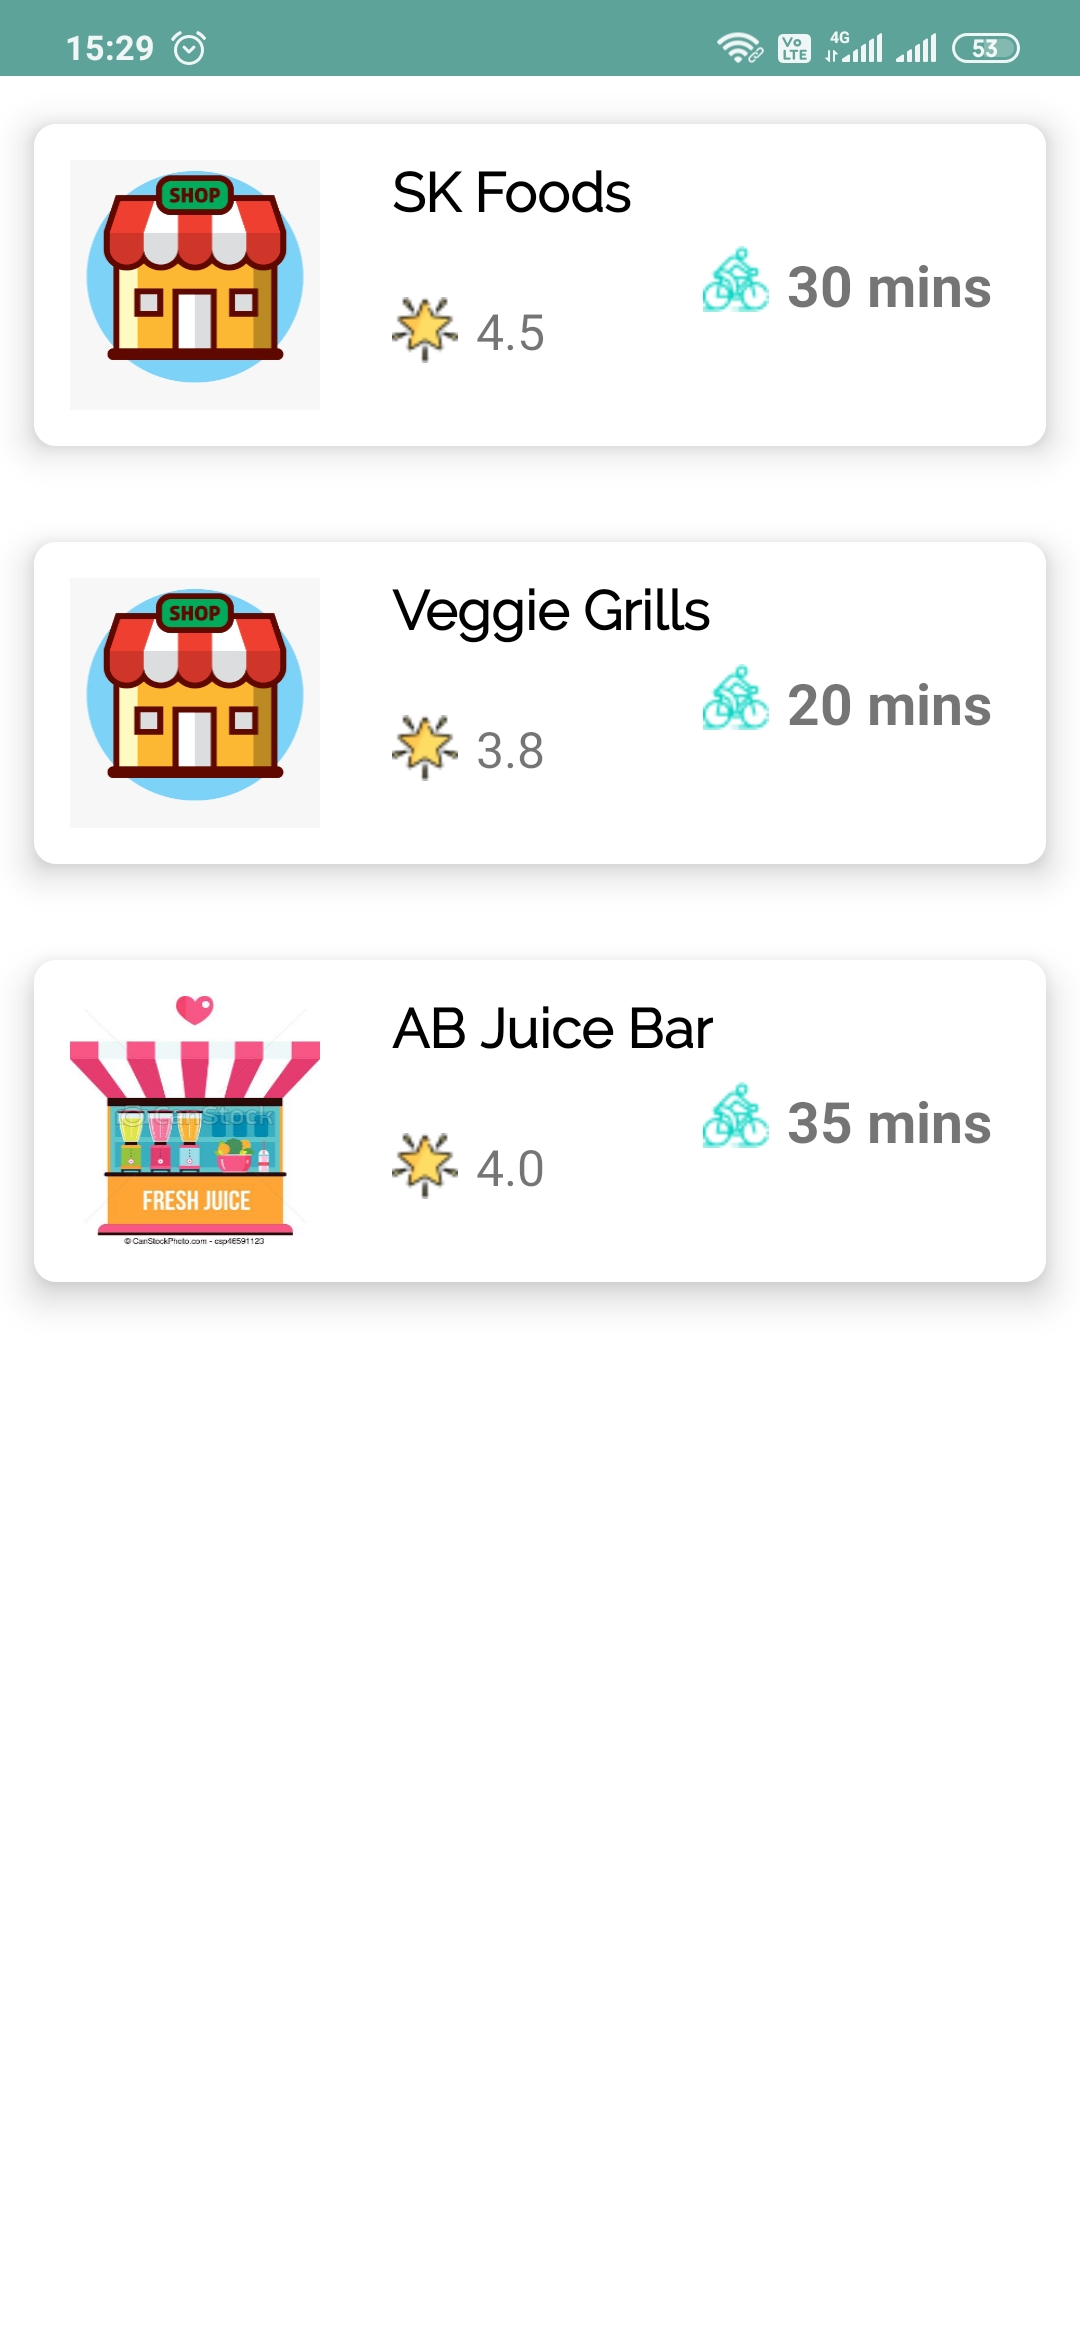 15:29 Vo LTE 4G 53
SHOP
SK Foods
30 mins
4.5
SHOP
Veggie Grills
20 mins
3.8
AB Juice Bar
35 mins
4.0
© CanStock
FRESH JUICE
© CanStockPhoto.com - csp46591123